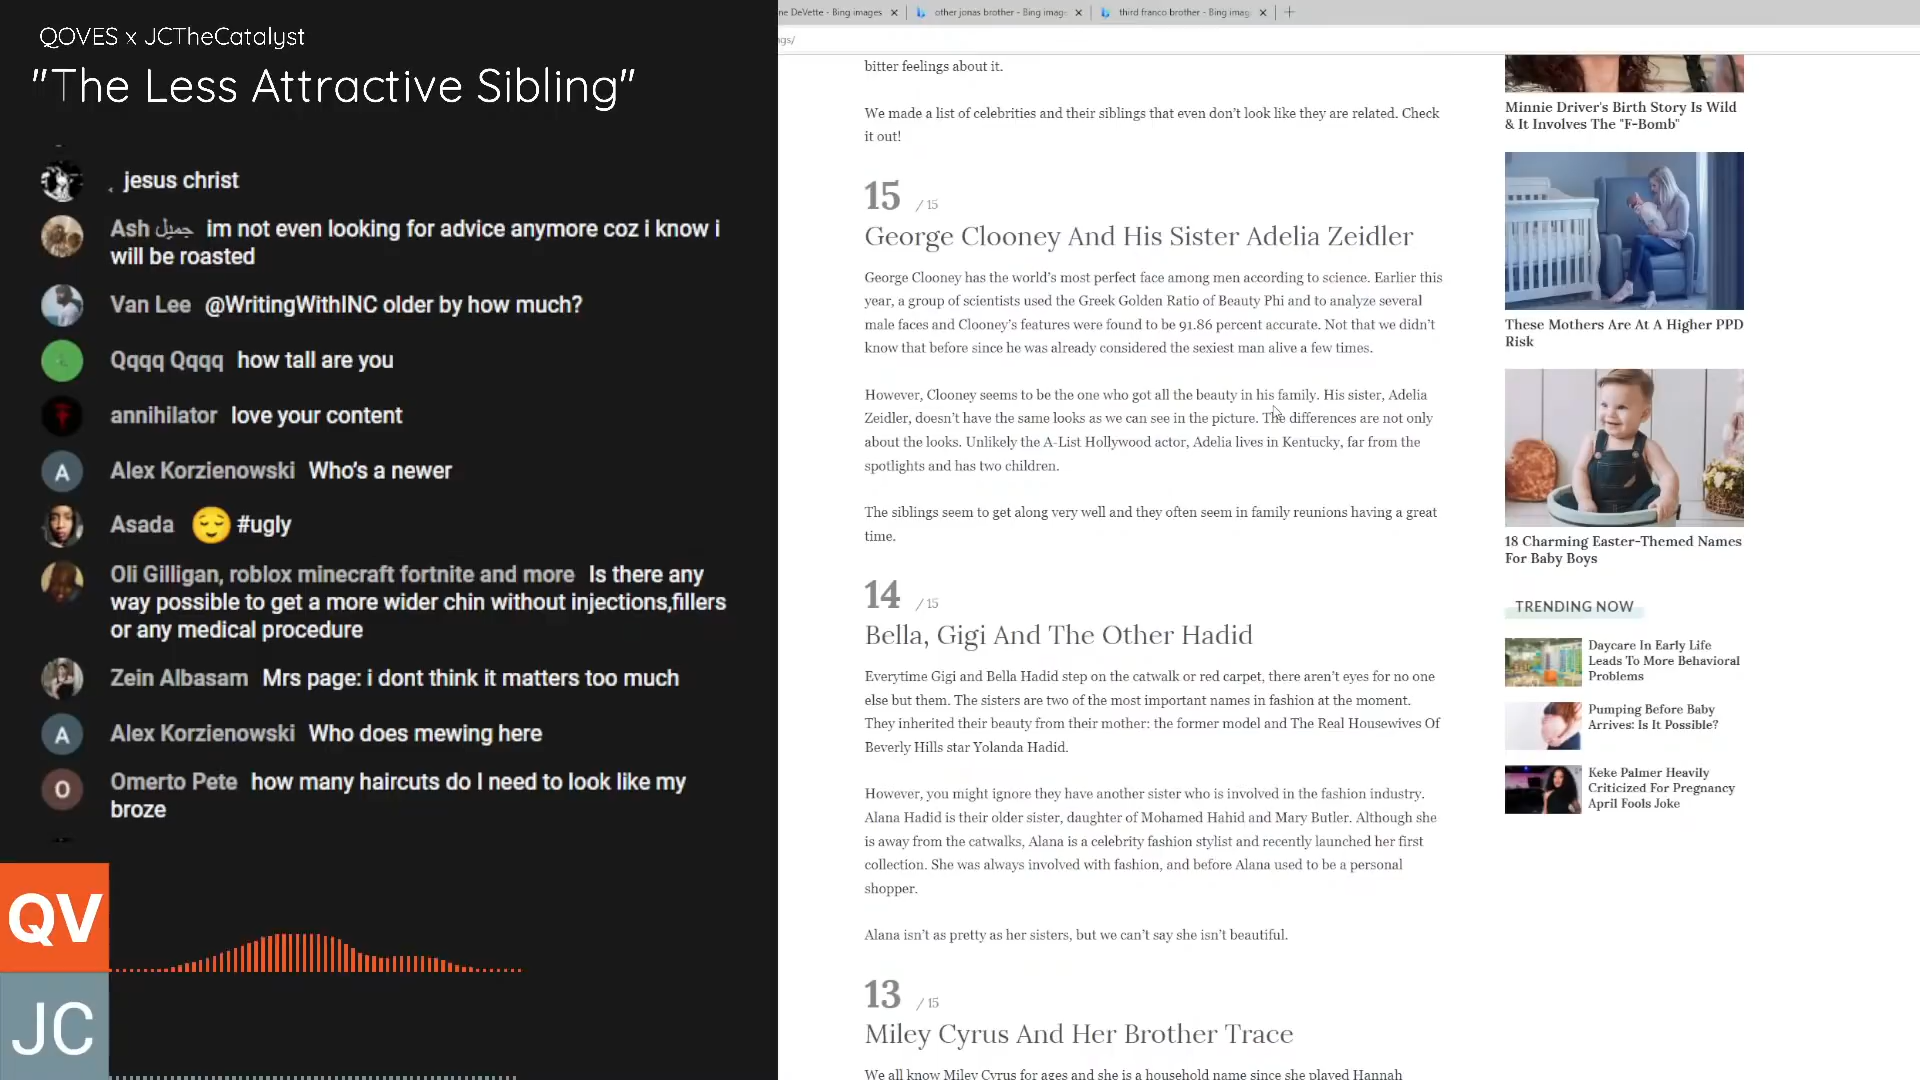 QOVES x JCTheCatalyst
"The Less Attractive Sibling"
jesus christ
Ash جميل im not even looking for advice anymore coz i know i
will be roasted
Van Lee @WritingWithINC older by how much?
Qqqq Qqqq how tall are you
annihilator love your content
A
Alex Korzienowski Who's a newer
Asada 😌 #ugly
Oli Gilligan, roblox minecraft fortnite and more Is there any
way possible to get a more wider chin without injections,fillers
or any medical procedure
Zein Albasam Mrs page: i dont think it matters too much
A
Alex Korzienowski Who does mewing here
O
Omerto Pete how many haircuts do I need to look like my
broze
QV
JC
ne DeVette - Bing images
other jonas brother - Bing imag
third franco brother - Bing imag
gs/
bitter feelings about it.
We made a list of celebrities and their siblings that even don't look like they are related. Check
it out!
15 / 15
George Clooney And His Sister Adelia Zeidler
George Clooney has the world's most perfect face among men according to science. Earlier this
year, a group of scientists used the Greek Golden Ratio of Beauty Phi and to analyze several
male faces and Clooney's features were found to be 91.86 percent accurate. Not that we didn't
know that before since he was already considered the sexiest man alive a few times.
However, Clooney seems to be the one who got all the beauty in his family. His sister, Adelia
Zeidler, doesn't have the same looks as we can see in the picture. The differences are not only
about the looks. Unlikely the A-List Hollywood actor, Adelia lives in Kentucky, far from the
spotlights and has two children.
The siblings seem to get along very well and they often seem in family reunions having a great
time.
14 / 15
Bella, Gigi And The Other Hadid
Everytime Gigi and Bella Hadid step on the catwalk or red carpet, there aren't eyes for no one
else but them. The sisters are two of the most important names in fashion at the moment.
They inherited their beauty from their mother: the former model and The Real Housewives Of
Beverly Hills star Yolanda Hadid.
However, you might ignore they have another sister who is involved in the fashion industry.
Alana Hadid is their older sister, daughter of Mohamed Hahid and Mary Butler. Although she
is away from the catwalks, Alana is a celebrity fashion stylist and recently launched her first
collection. She was always involved with fashion, and before Alana used to be a personal
shopper.
Alana isn't as pretty as her sisters, but we can't say she isn't beautiful.
13 / 15
Miley Cyrus And Her Brother Trace
We all know Miley Cyrus for ages and she is a household name since she played Hannah
Minnie Driver's Birth Story Is Wild
& It Involves The "F-Bomb"
These Mothers Are At A Higher PPD
Risk
18 Charming Easter-Themed Names
For Baby Boys
TRENDING NOW
Daycare In Early Life
Leads To More Behavioral
Problems
Pumping Before Baby
Arrives: Is It Possible?
Keke Palmer Heavily
Criticized For Pregnancy
April Fools Joke